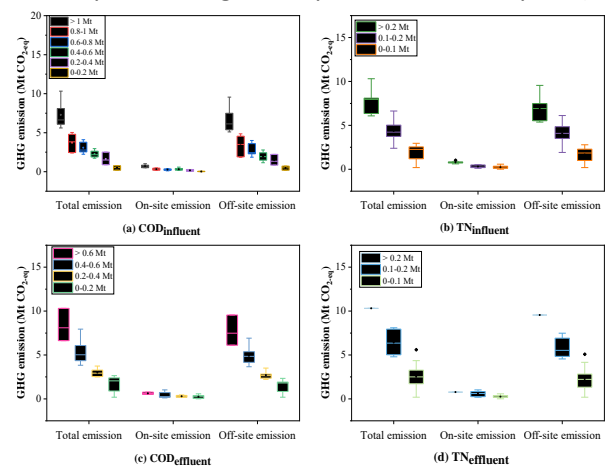 20
15
10
5
0
GHG emission (Mt CO2-eq)
> 1 Mt
0.8-1 Mt
0.6-0.8 Mt
0.4-0.6 Mt
0.2-0.4 Mt
0-0.2 Mt
Total emission On-site emission Off-site emission
(a) CODinfluent
15
10
5
0
GHG emission (Mt CO2-eq)
> 0.2 Mt
0.1-0.2 Mt
0-0.1 Mt
Total emission On-site emission Off-site emission
(b) TNinfluent
15
10
5
0
GHG emission (Mt CO2-eq)
> 0.6 Mt
0.4-0.6 Mt
0.2-0.4 Mt
0-0.2 Mt
Total emission On-site emission Off-site emission
(c) CODeffluent
15
10
5
0
GHG emission (Mt CO2-eq)
> 0.2 Mt
0.1-0.2 Mt
0-0.1 Mt
Total emission On-site emission Off-site emission
(d) TNeffluent